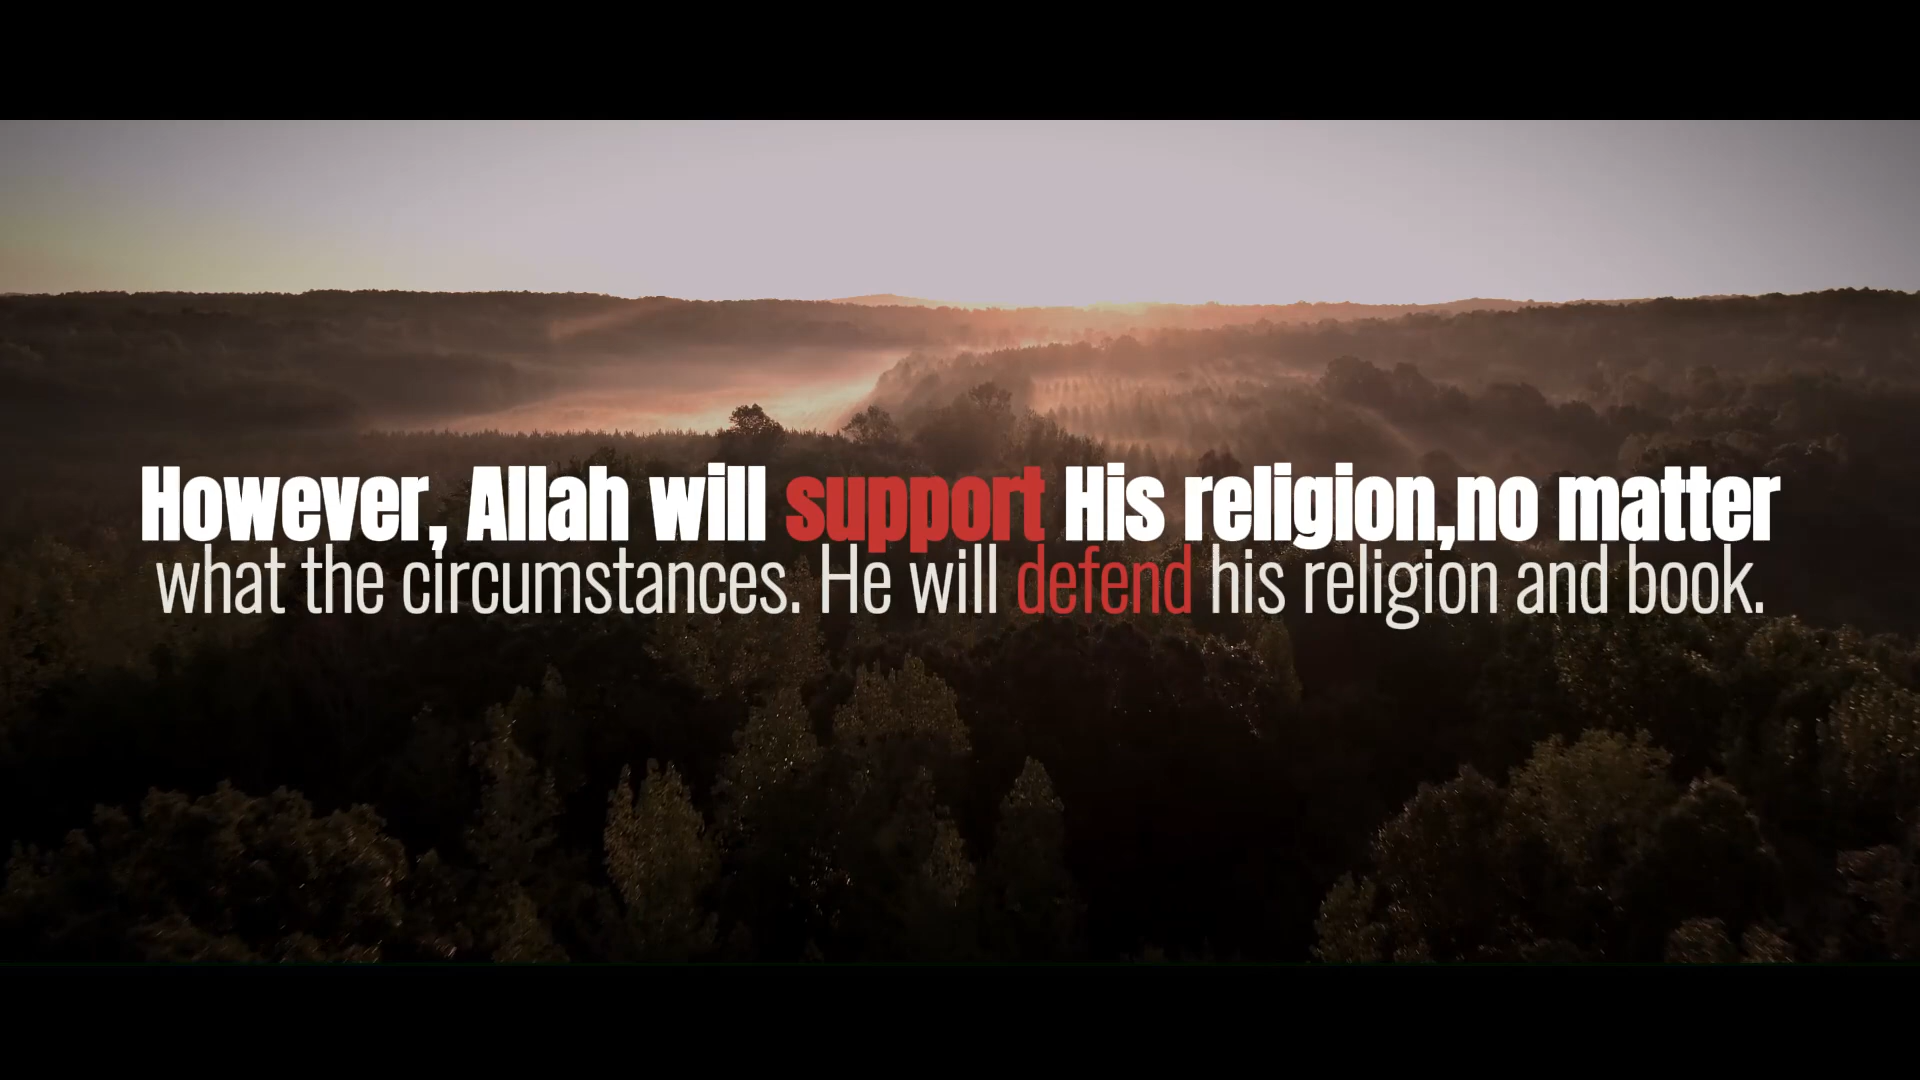 However, Allah will support His religion,no matter
what the circumstances. He will defend his religion and book.